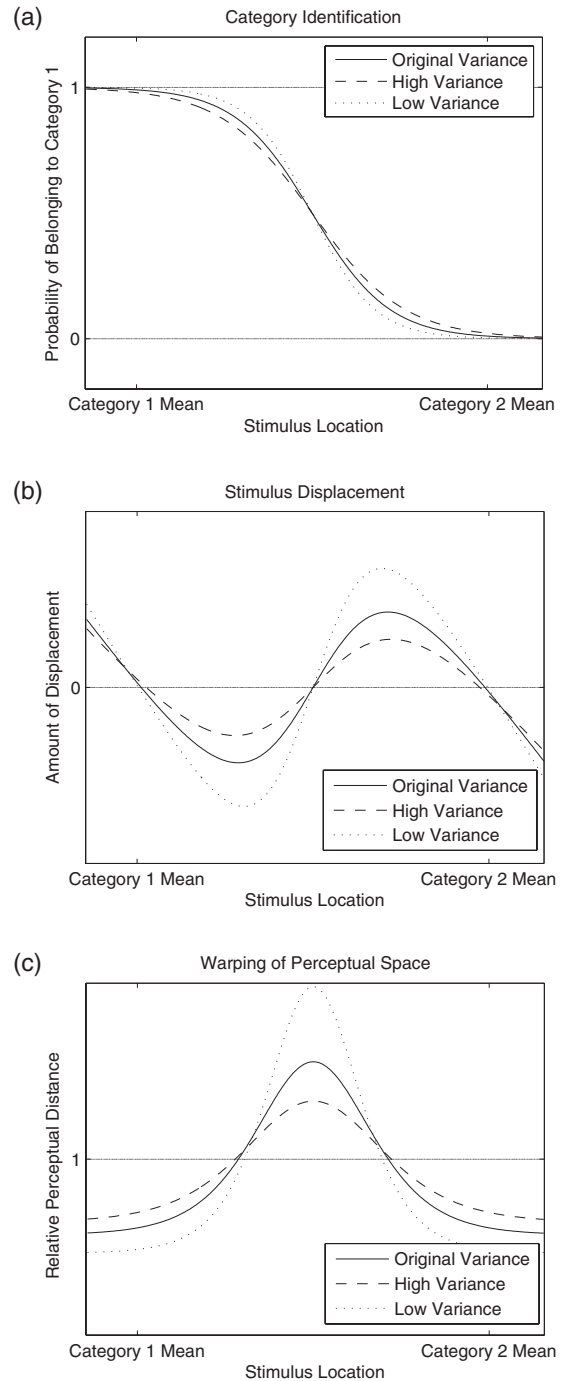 (a)
Category Identification
Original Variance
High Variance
Low Variance
1
0
Probability of Belonging to Category 1
Category 1 Mean
Category 2 Mean
Stimulus Location
(b)
Stimulus Displacement
0
Amount of Displacement
Original Variance
High Variance
Low Variance
Category 1 Mean
Category 2 Mean
Stimulus Location
(c)
Warping of Perceptual Space
1
Relative Perceptual Distance
Original Variance
High Variance
Low Variance
Category 1 Mean
Category 2 Mean
Stimulus Location